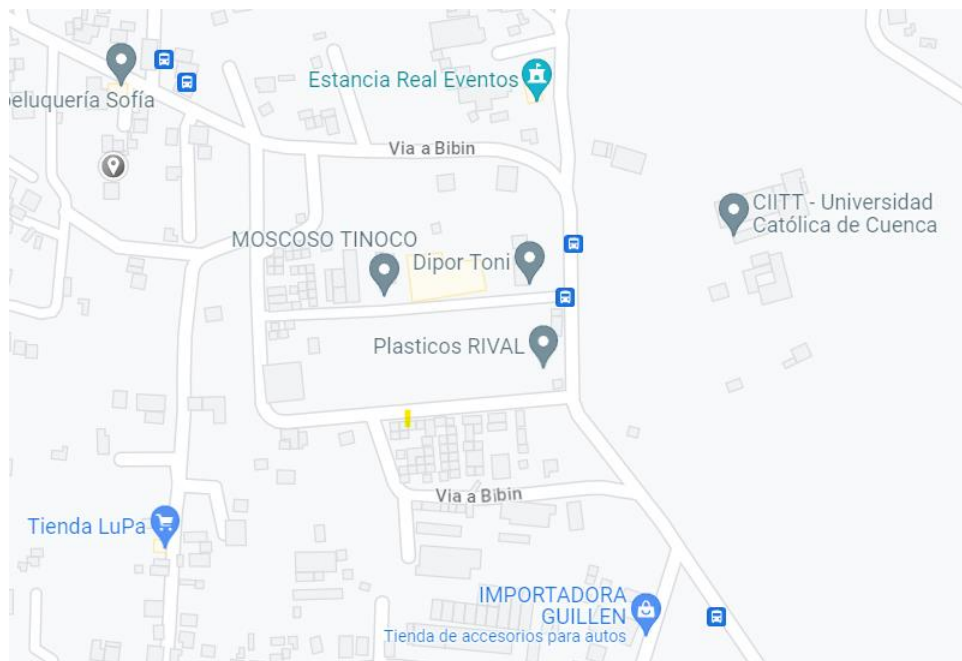 eluquería Sofía
Estancia Real Eventos
Via a Bibin
CIITT - Universidad
Católica de Cuenca
MOSCOSO TINOCO
Dipor Toni
Plasticos RIVAL
Via a Bibin
Tienda LuPa
IMPORTADORA
GUILLEN
Tienda de accesorios para autos